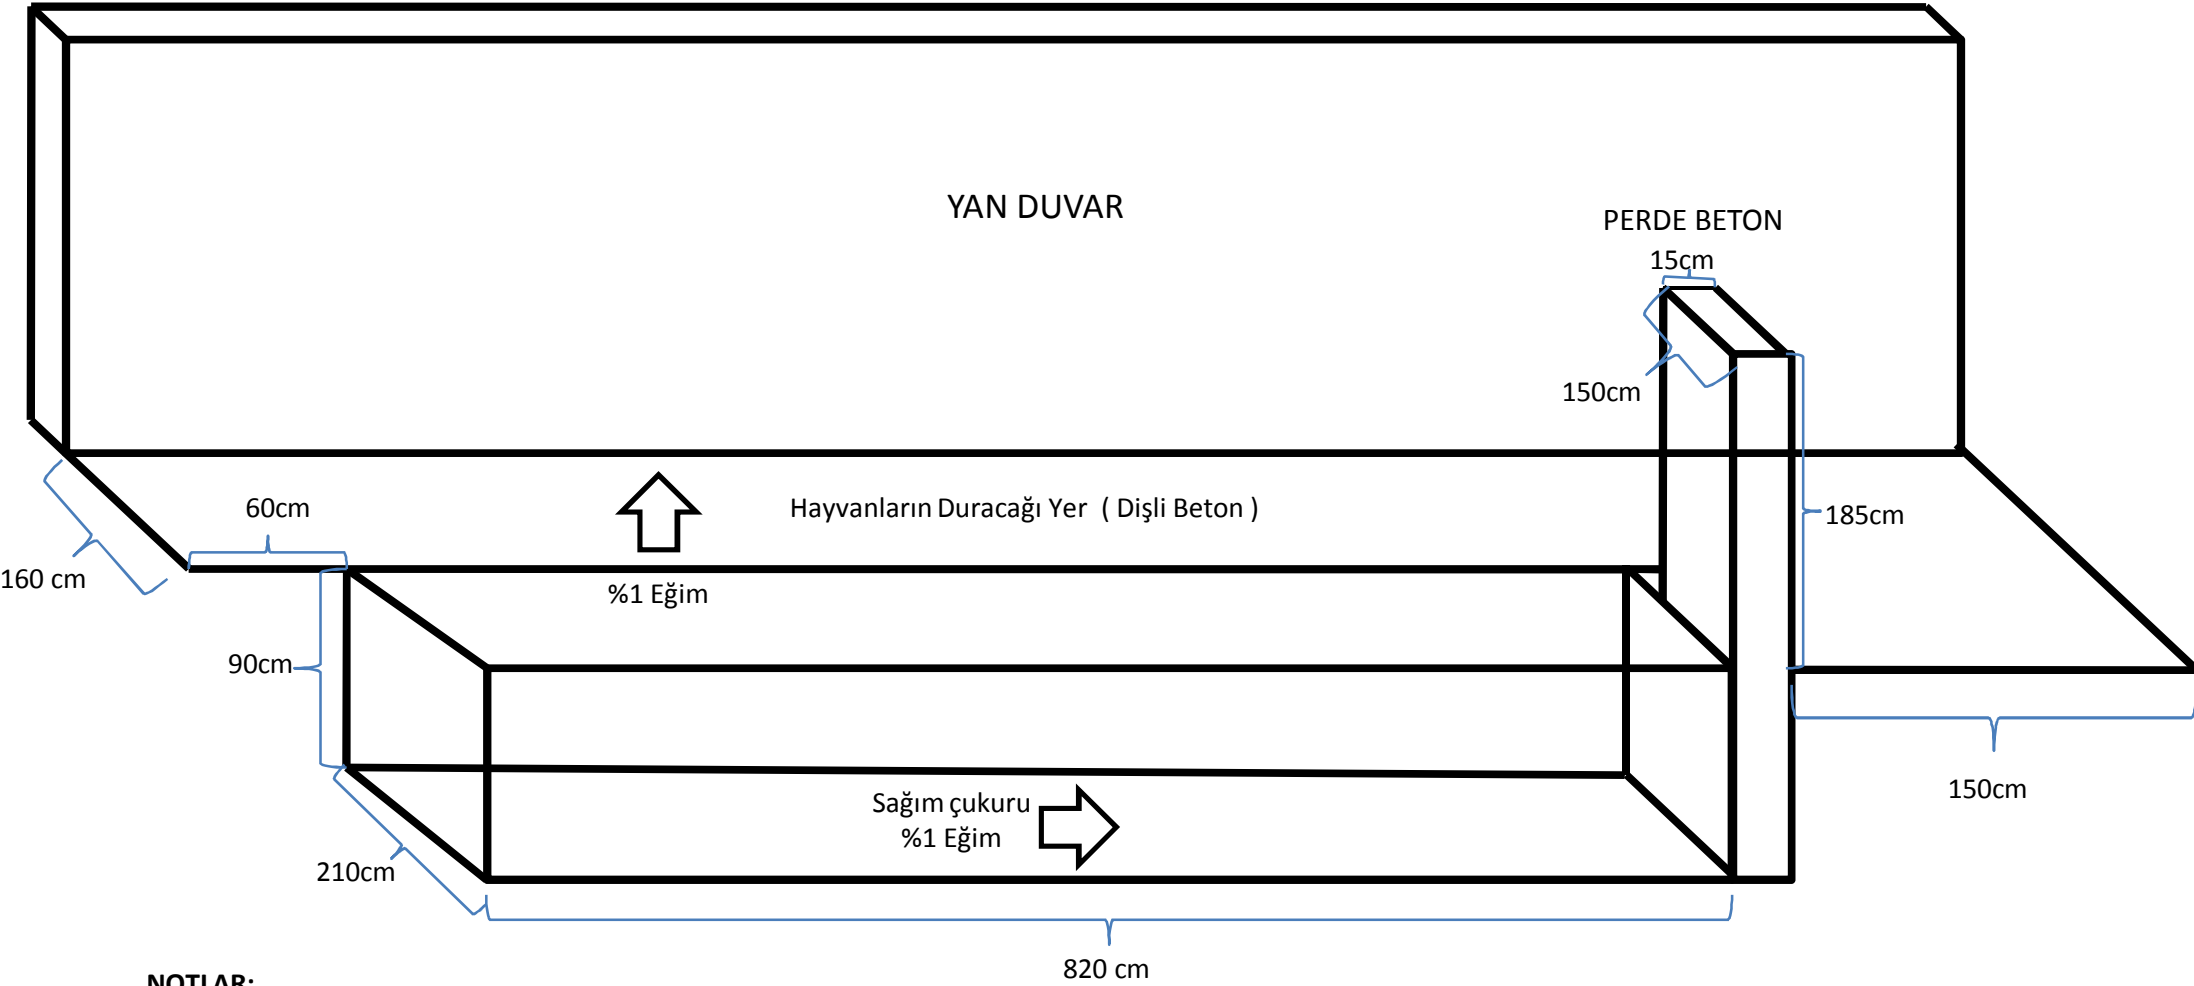 YAN DUVAR
PERDE BETON
15cm
150cm
60cm
Hayvanların Duracağı Yer ( Dişli Beton )
185cm
160 cm
%1 Eğim
90cm
150cm
Sağım çukuru
%1 Eğim
210cm
820 cm
NOTLAR: